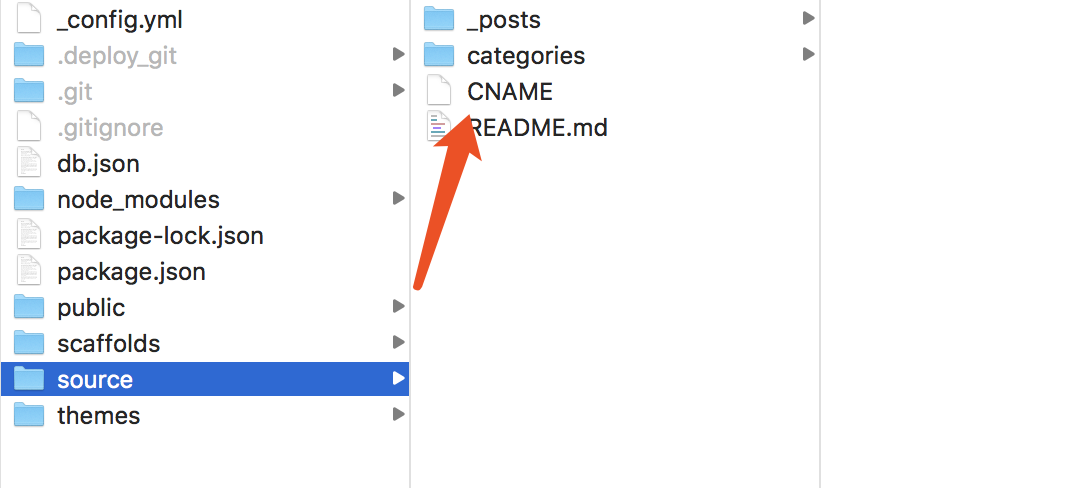 _config.yml
.deploy_git
.git
.gitignore
db.json
node_modules
package-lock.json
package.json
public
scaffolds
source
themes
_posts
categories
CNAME
README.md